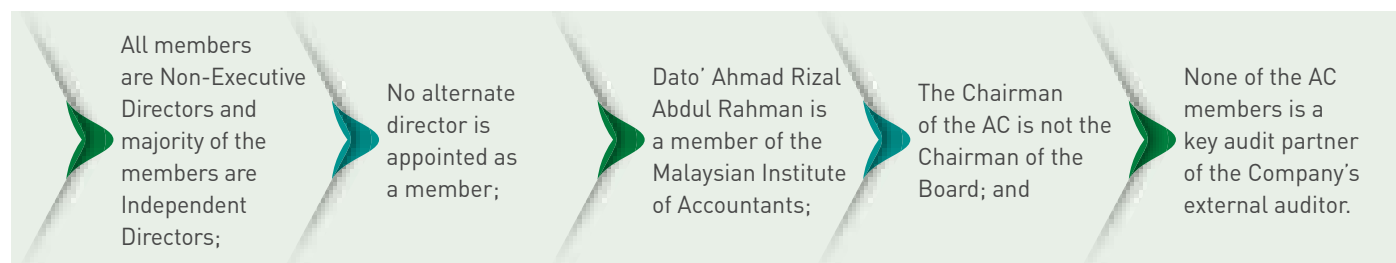 All members
are Non-Executive
Directors and
majority of the
members are
Independent
Directors;
No alternate
director is
appointed as
a member;
Dato’ Ahmad Rizal
Abdul Rahman is
a member of the
Malaysian Institute
of Accountants;
The Chairman
of the AC is not the
Chairman of the
Board; and
None of the AC
members is a
key audit partner
of the Company’s
external auditor.